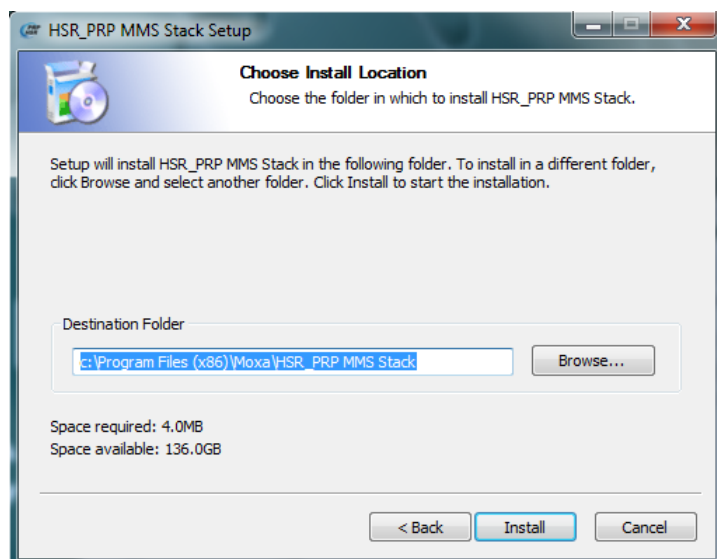 HSR_PRP MMS Stack Setup
Choose Install Location
Choose the folder in which to install HSR_PRP MMS Stack.
Setup will install HSR_PRP MMS Stack in the following folder. To install in a different folder,
click Browse and select another folder. Click Install to start the installation.
Destination Folder
c:\Program Files (x86)\Moxa\HSR_PRP MMS Stack
Browse...
Space required: 4.0MB
Space available: 136.0GB
< Back
Install
Cancel